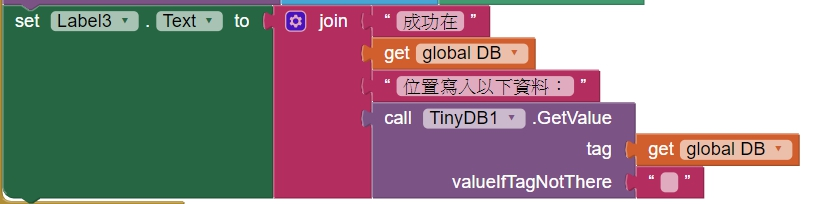 set Label3 . Text to join “ 成功在 ”
get global DB
“ 位置寫入以下資料： ”
call TinyDB1 .GetValue
tag get global DB
valueIfTagNotThere “ ”